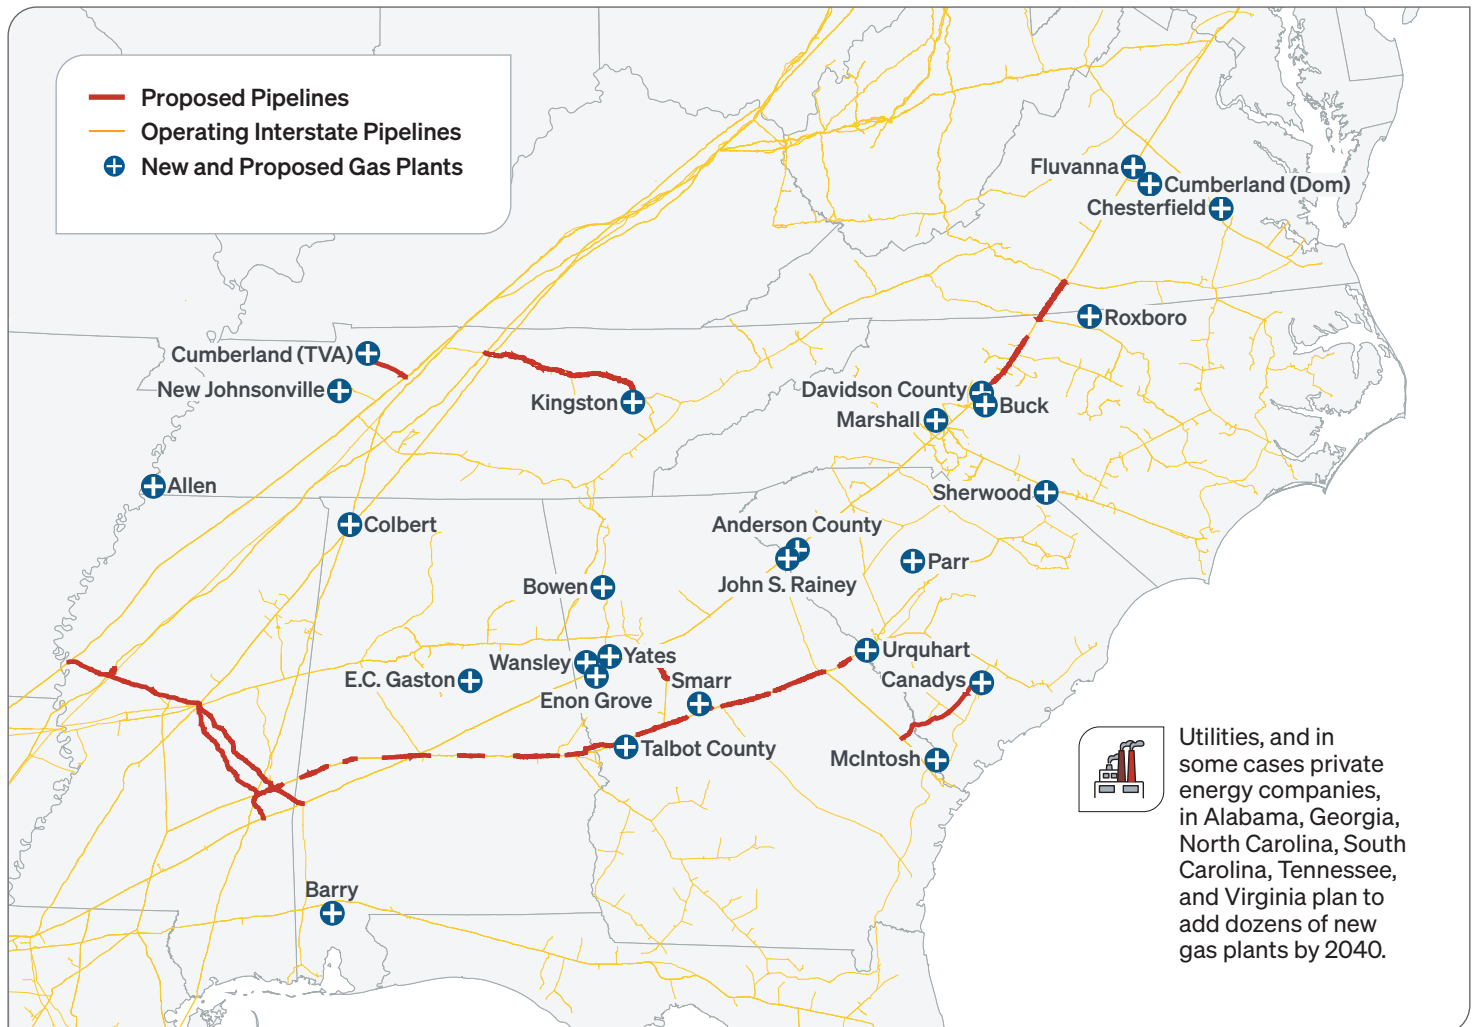 Proposed Pipelines
Operating Interstate Pipelines
New and Proposed Gas Plants
Fluvanna
Cumberland (Dom)
Chesterfield
Roxboro
Cumberland (TVA)
New Johnsonville
Kingston
Davidson County
Buck
Marshall
Allen
Sherwood
Colbert
Anderson County
Parr
Bowen
John S. Rainey
Urquhart
Yates
Wansley
E.C. Gaston
Smarr
Canadys
Enon Grove
Talbot County
McIntosh
Barry
Utilities, and in
some cases private
energy companies,
in Alabama, Georgia,
North Carolina, South
Carolina, Tennessee,
and Virginia plan to
add dozens of new
gas plants by 2040.